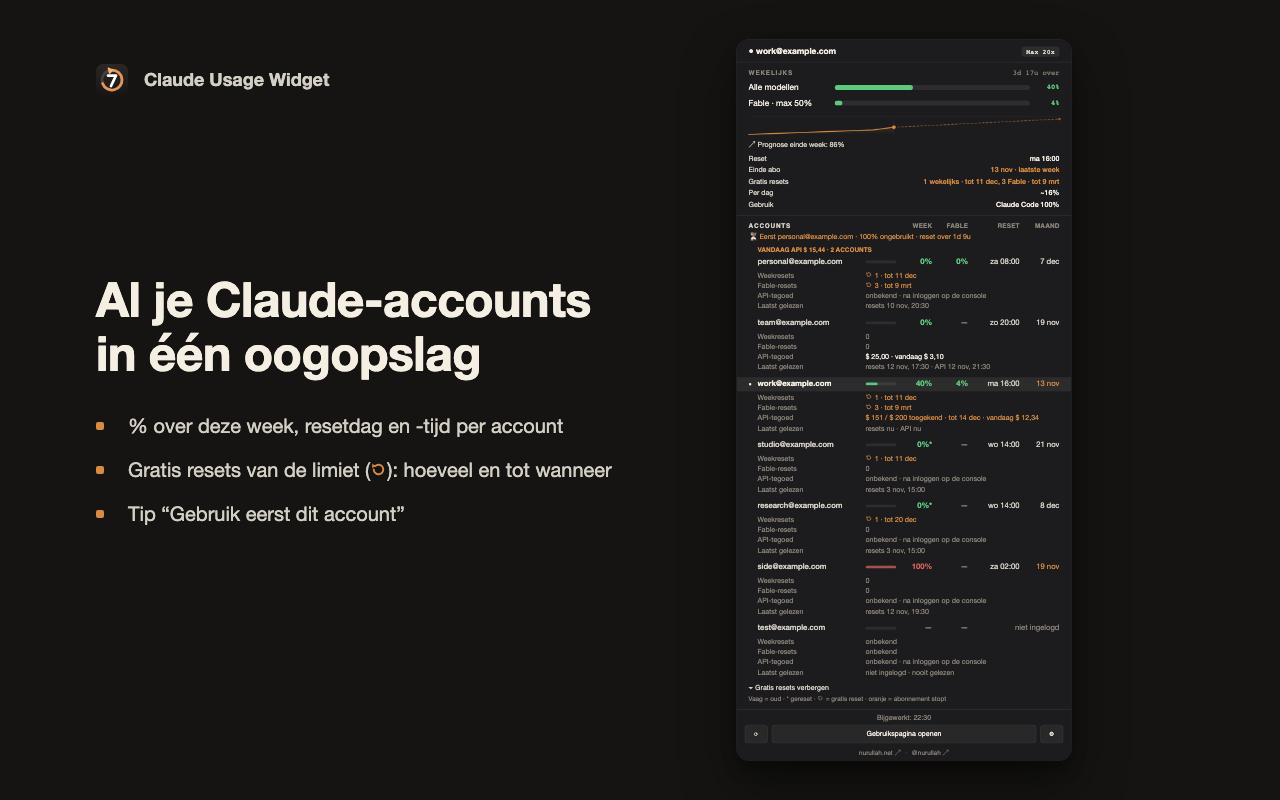 7 Claude Usage Widget
Al je Claude-accounts
in één oogopslag
% over deze week, resetdag en -tijd per account
Gratis resets van de limiet (↺): hoeveel en tot wanneer
Tip “Gebruik eerst dit account”
work@example.com Max 20x
WEKELIJKS 3d 17u over
Alle modellen 40%
Fable · max 50% 4%
↗ Prognose einde week: 86%
Reset ma 16:00
Einde abo 13 nov · laatste week
Gratis resets 1 wekelijks · tot 11 dec, 3 Fable · tot 9 mrt
Per dag ~16%
Gebruik Claude Code 100%
ACCOUNTS WEEK FABLE RESET MAAND
⏳ Eerst personal@example.com · 100% ongebruikt · reset over 1d 9u
VANDAAG API $ 15,44 · 2 ACCOUNTS
personal@example.com 0% 0% za 08:00 7 dec
Weekresets ↺ 1 · tot 11 dec
Fable-resets ↺ 3 · tot 9 mrt
API-tegoed onbekend · na inloggen op de console
Laatst gelezen resets 10 nov, 20:30
team@example.com 0% — zo 20:00 19 nov
Weekresets 0
Fable-resets 0
API-tegoed $ 25,00 · vandaag $ 3,10
Laatst gelezen resets 12 nov, 17:30 · API 12 nov, 21:30
work@example.com 40% 4% ma 16:00 13 nov
Weekresets ↺ 1 · tot 11 dec
Fable-resets ↺ 3 · tot 9 mrt
API-tegoed $ 151 / $ 200 toegekend · tot 14 dec · vandaag $ 12,34
Laatst gelezen resets nu · API nu
studio@example.com 0%* — wo 14:00 21 nov
Weekresets ↺ 1 · tot 11 dec
Fable-resets 0
API-tegoed onbekend · na inloggen op de console
Laatst gelezen resets 3 nov, 15:00
research@example.com 0%* — wo 14:00 8 dec
Weekresets ↺ 1 · tot 20 dec
Fable-resets 0
API-tegoed onbekend · na inloggen op de console
Laatst gelezen resets 3 nov, 15:00
side@example.com 100% — za 02:00 19 nov
Weekresets 0
Fable-resets 0
API-tegoed onbekend · na inloggen op de console
Laatst gelezen resets 12 nov, 19:30
test@example.com — — niet ingelogd
Weekresets onbekend
Fable-resets onbekend
API-tegoed onbekend · na inloggen op de console
Laatst gelezen niet ingelogd · nooit gelezen
Gratis resets verbergen
Vaag = oud · * gereset · ↺ = gratis reset · oranje = abonnement stopt
Bijgewerkt: 22:30
Gebruikspagina openen
nurullah.net ↗ · @nurullah ↗